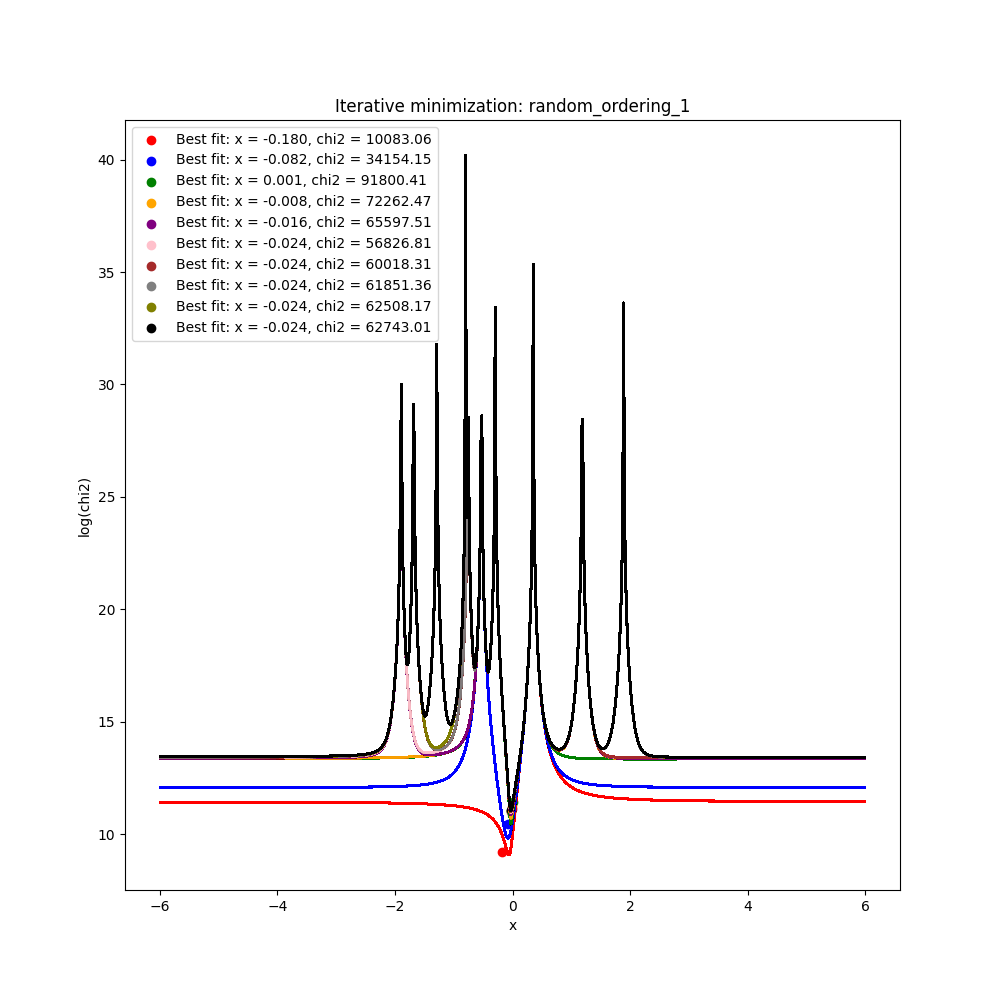 Iterative minimization: random_ordering_1
Best fit: x = -0.180, chi2 = 10083.06
Best fit: x = -0.082, chi2 = 34154.15
Best fit: x = 0.001, chi2 = 91800.41
Best fit: x = -0.008, chi2 = 72262.47
Best fit: x = -0.016, chi2 = 65597.51
Best fit: x = -0.024, chi2 = 56826.81
Best fit: x = -0.024, chi2 = 60018.31
Best fit: x = -0.024, chi2 = 61851.36
Best fit: x = -0.024, chi2 = 62508.17
Best fit: x = -0.024, chi2 = 62743.01
40
35
30
25
20
15
10
log(chi2)
−6 −4 −2 0 2 4 6
x